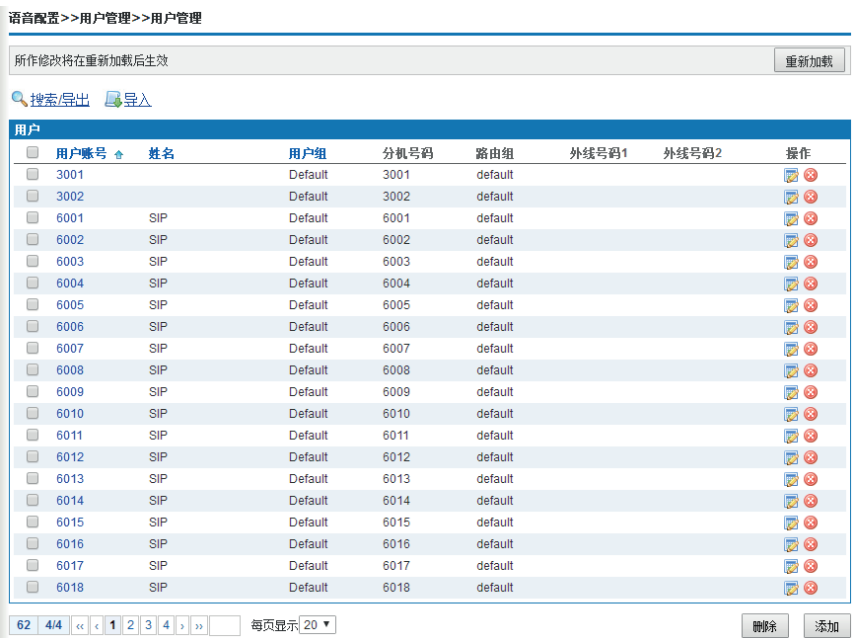 语音配置>>用户管理>>用户管理
所作修改将在重新加载后生效 重新加载
搜索/导出 导入
用户
用户账号 姓名 用户组 分机号码 路由组 外线号码1 外线号码2 操作
3001 Default 3001 default
3002 Default 3002 default
6001 SIP Default 6001 default
6002 SIP Default 6002 default
6003 SIP Default 6003 default
6004 SIP Default 6004 default
6005 SIP Default 6005 default
6006 SIP Default 6006 default
6007 SIP Default 6007 default
6008 SIP Default 6008 default
6009 SIP Default 6009 default
6010 SIP Default 6010 default
6011 SIP Default 6011 default
6012 SIP Default 6012 default
6013 SIP Default 6013 default
6014 SIP Default 6014 default
6015 SIP Default 6015 default
6016 SIP Default 6016 default
6017 SIP Default 6017 default
6018 SIP Default 6018 default
62 4/4 ‹‹ ‹ 1 2 3 4 › ›› 每页显示 20 删除 添加